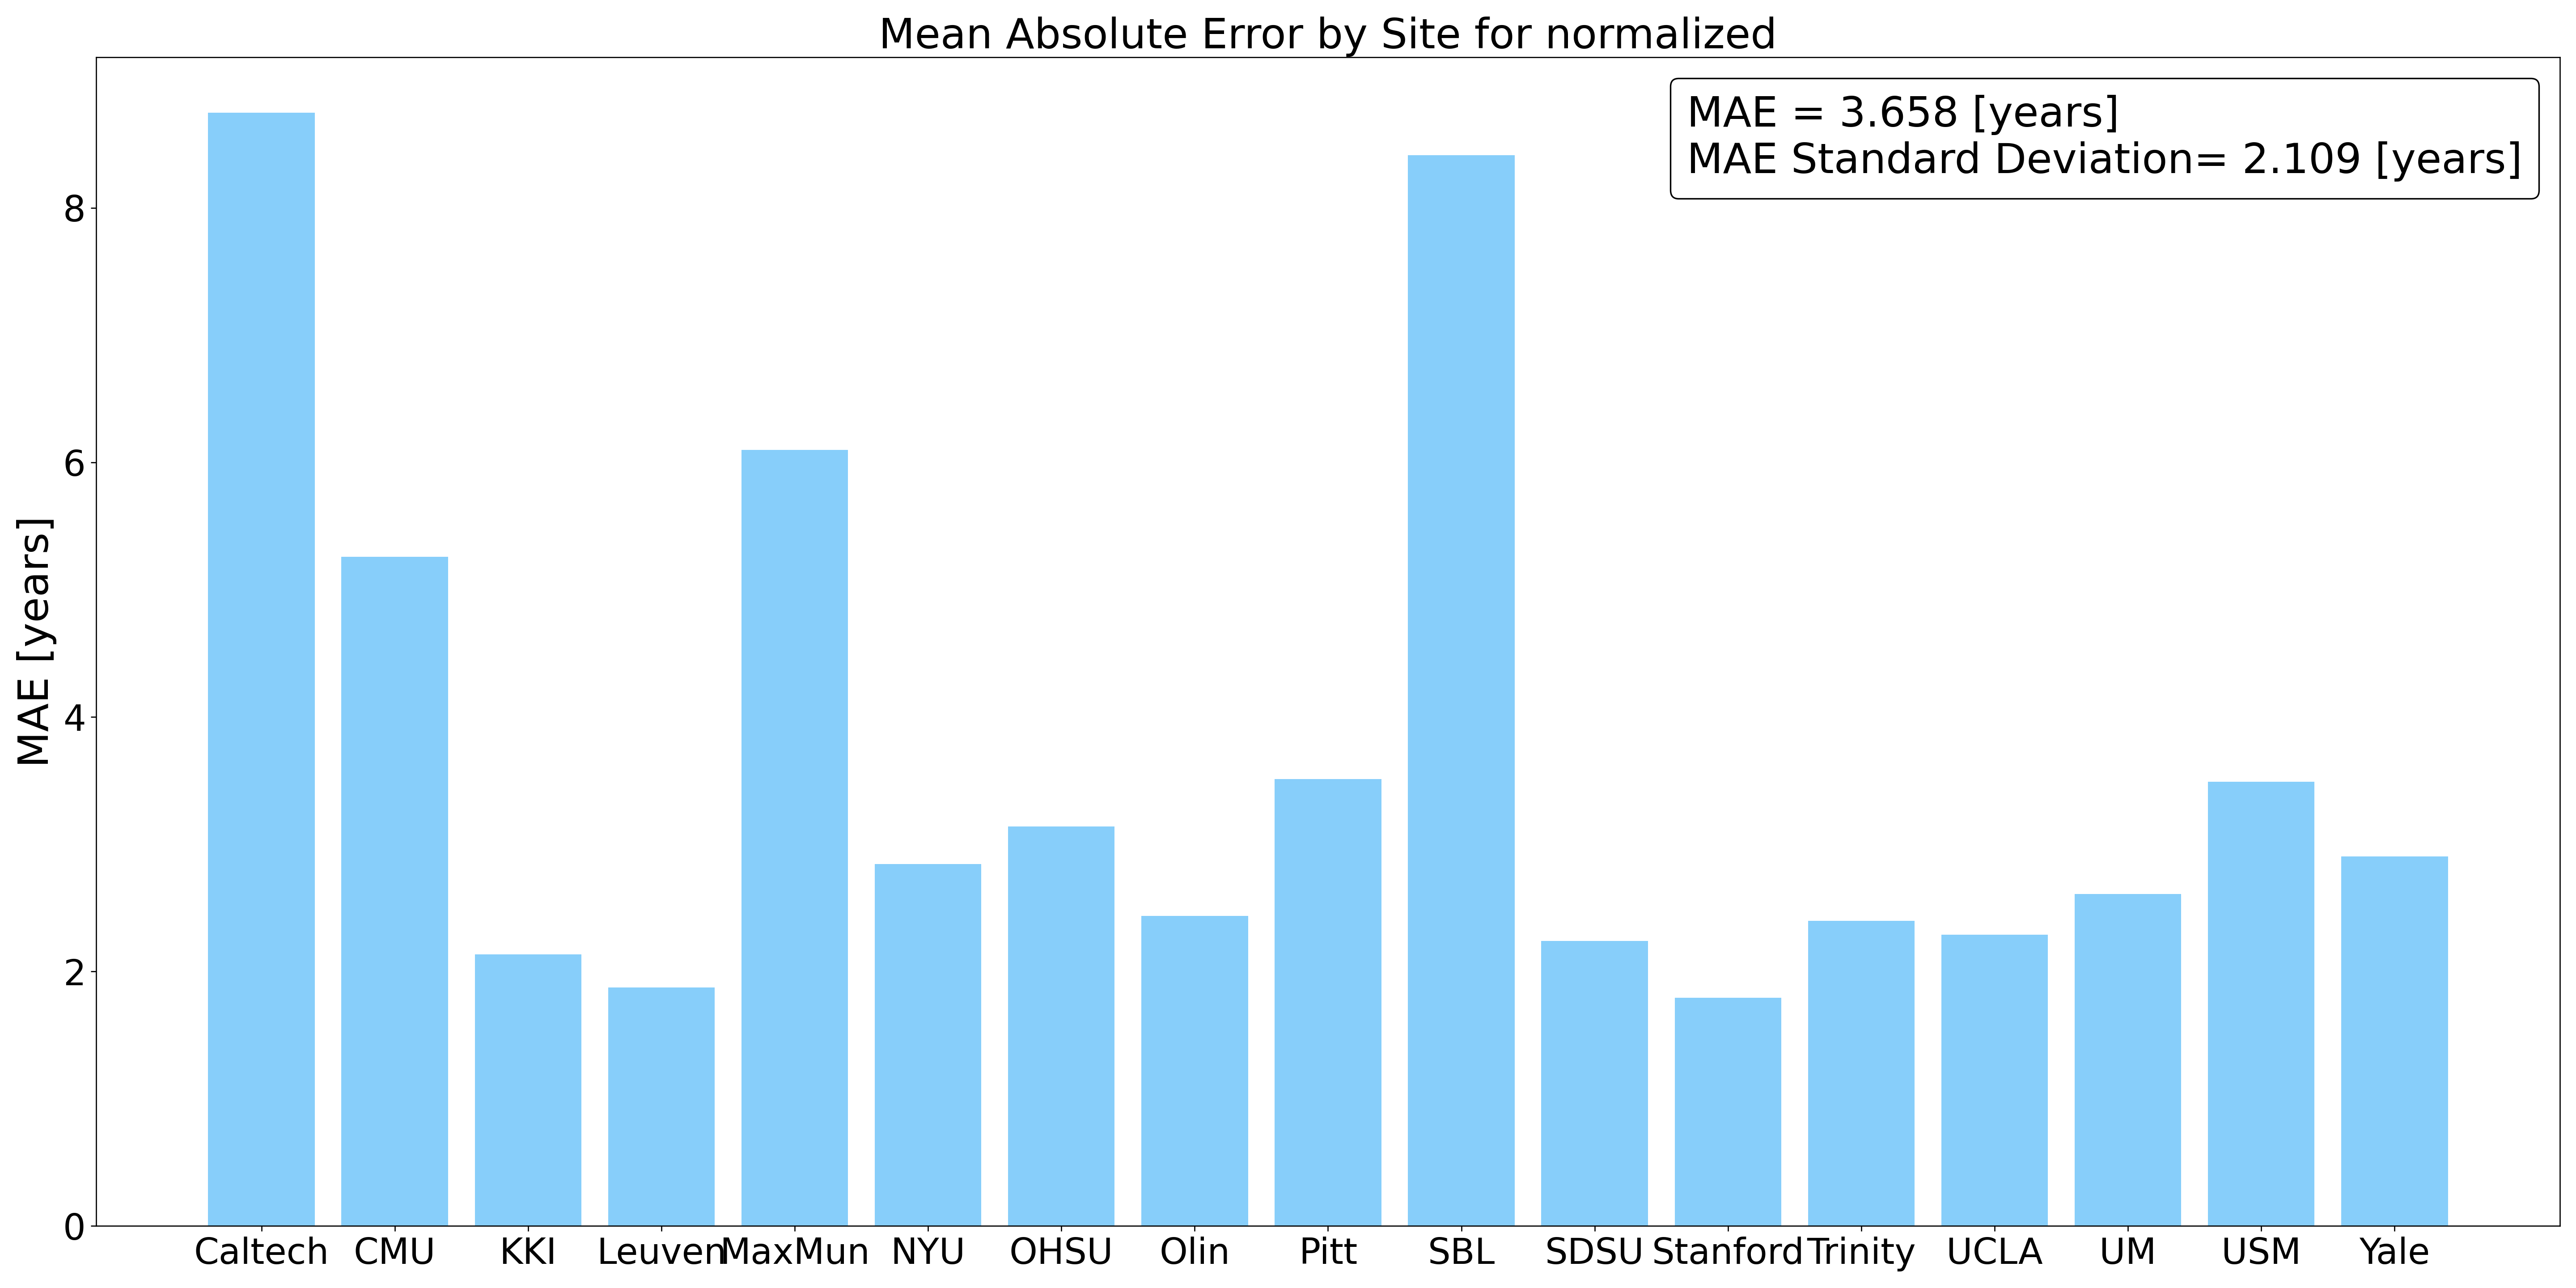 Mean Absolute Error by Site for normalized
MAE = 3.658 [years]
MAE Standard Deviation= 2.109 [years]
MAE [years]
8
6
4
2
0
Caltech CMU KKI Leuven MaxMun NYU OHSU Olin Pitt SBL SDSU Stanford Trinity UCLA UM USM Yale